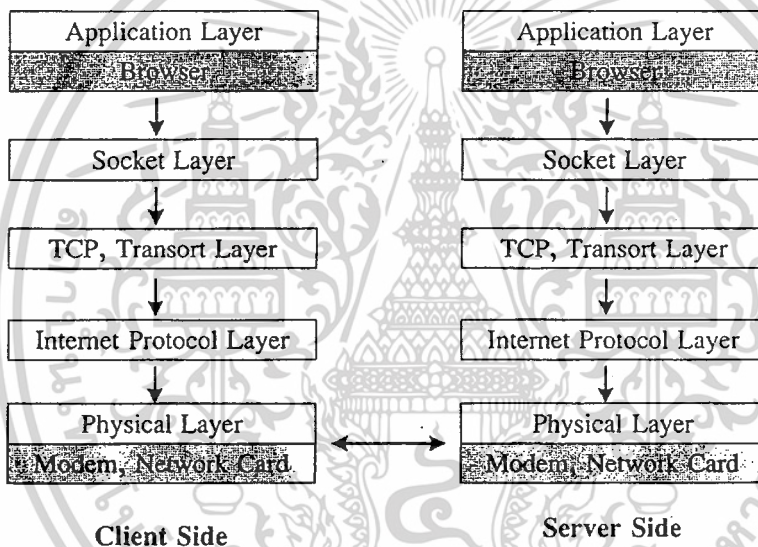 Application Layer
Browser
Socket Layer
TCP, Transort Layer
Internet Protocol Layer
Physical Layer
Modem, Network Card
Client Side
Application Layer
Browser
Socket Layer
TCP, Transort Layer
Internet Protocol Layer
Physical Layer
Modem, Network Card
Server Side